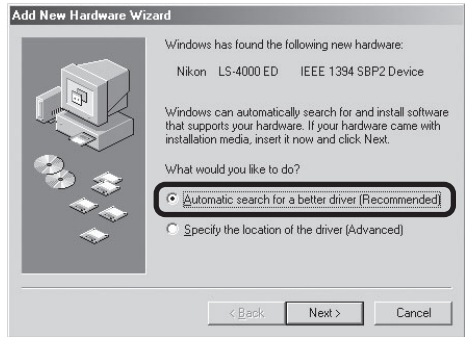 Add New Hardware Wizard
Windows has found the following new hardware:
Nikon LS-4000 ED IEEE 1394 SBP2 Device
Windows can automatically search for and install software
that supports your hardware. If your hardware came with
installation media, insert it now and click Next.
What would you like to do?
Automatic search for a better driver (Recommended)
Specify the location of the driver (Advanced)
< Back Next > Cancel